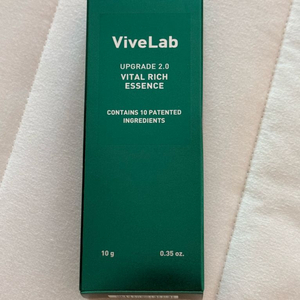 ViveLab
UPGRADE 2.0
VITAL RICH
ESSENCE
CONTAINS 10 PATENTED
INGREDIENTS
10 g 0.35 oz.